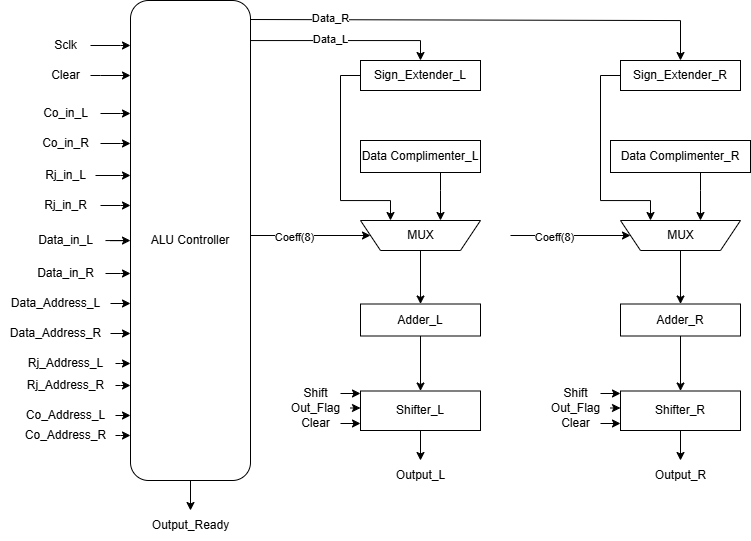 Data_R
Data_L
Sclk
Clear
Co_in_L
Co_in_R
Rj_in_L
Rj_in_R
Data_in_L
Data_in_R
Data_Address_L
Data_Address_R
Rj_Address_L
Rj_Address_R
Co_Address_L
Co_Address_R
ALU Controller
Output_Ready
Sign_Extender_L
Data Complimenter_L
Coeff(8)
MUX
Adder_L
Shift
Out_Flag
Clear
Shifter_L
Output_L
Sign_Extender_R
Data Complimenter_R
Coeff(8)
MUX
Adder_R
Shift
Out_Flag
Clear
Shifter_R
Output_R